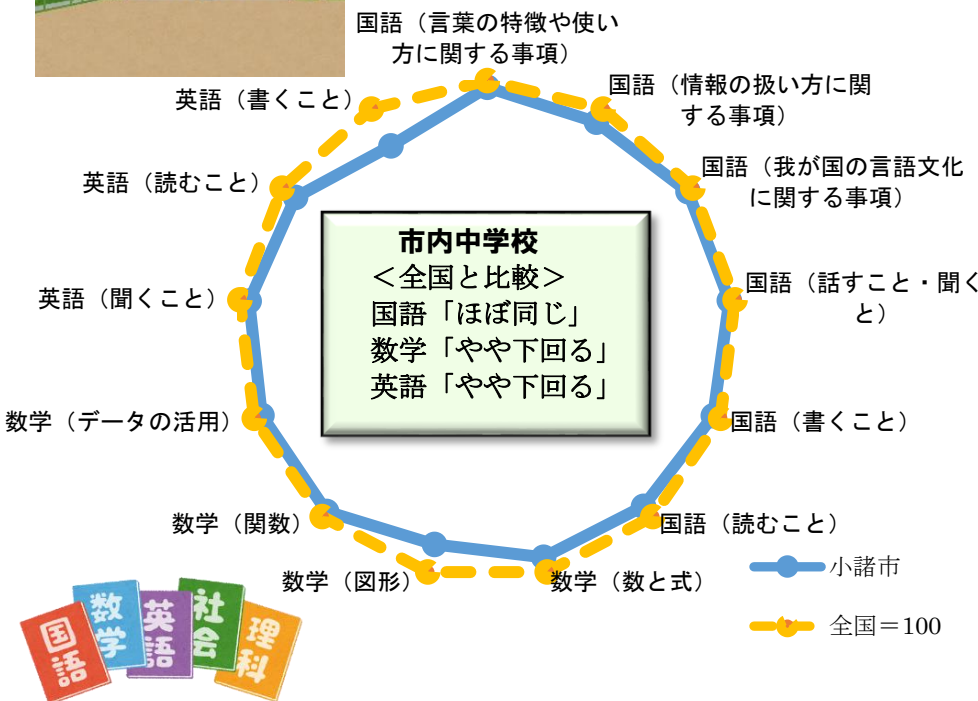 国語（言葉の特徴や使い
方に関する事項）
国語（情報の扱い方に関
する事項）
国語（我が国の言語文化
に関する事項）
国語（話すこと・聞く
と）
国語（書くこと）
国語（読むこと）
数学（数と式）
数学（図形）
数学（関数）
数学（データの活用）
英語（聞くこと）
英語（読むこと）
英語（書くこと）
市内中学校
＜全国と比較＞
国語「ほぼ同じ」
数学「やや下回る」
英語「やや下回る」
小諸市
全国＝100
国語
数学
英語
社会
理科